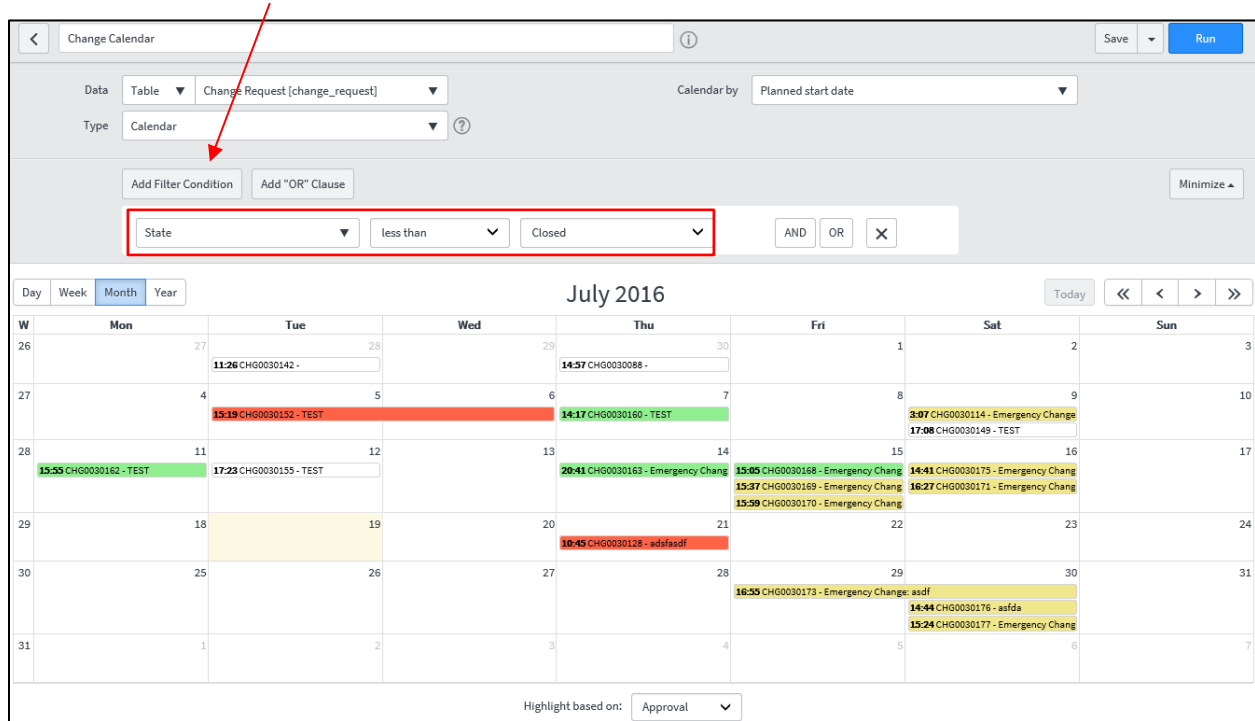 Change Calendar Save Run
Data Table Change Request [change_request] Calendar by Planned start date
Type Calendar ?
Add Filter Condition Add "OR" Clause Minimize
State less than Closed AND OR
Day Week Month Year July 2016 Today
W Mon Tue Wed Thu Fri Sat Sun
26 27 28 29 30 1 2 3
11:26 CHG0030142 - 14:57 CHG0030088 -
27 4 5 6 7 8 9 10
15:19 CHG0030152 - TEST 14:17 CHG0030160 - TEST 3:07 CHG0030114 - Emergency Change
17:08 CHG0030149 - TEST
28 11 12 13 14 15 16 17
15:55 CHG0030162 - TEST 17:23 CHG0030155 - TEST 20:41 CHG0030163 - Emergency Chang 15:05 CHG0030168 - Emergency Chang 14:41 CHG0030175 - Emergency Chang
15:37 CHG0030169 - Emergency Chang 16:27 CHG0030171 - Emergency Chang
15:59 CHG0030170 - Emergency Chang
29 18 19 20 21 22 23 24
10:45 CHG0030128 - adsfasdf
30 25 26 27 28 29 30 31
16:55 CHG0030173 - Emergency Change: asdf
14:44 CHG0030176 - asfda
15:24 CHG0030177 - Emergency Chang
31 1 2 3 4 5 6 7
Highlight based on: Approval